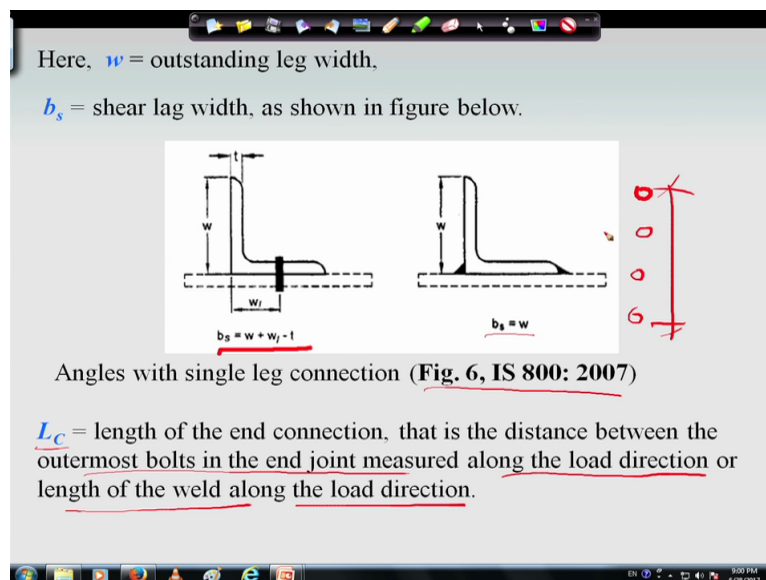 Here, w = outstanding leg width,
bs = shear lag width, as shown in figure below.
t
w
w1
bs = w + w1 - t
w
bs = w
Angles with single leg connection (Fig. 6, IS 800: 2007)
LC = length of the end connection, that is the distance between the
outermost bolts in the end joint measured along the load direction or
length of the weld along the load direction.
EN
9:00 PM